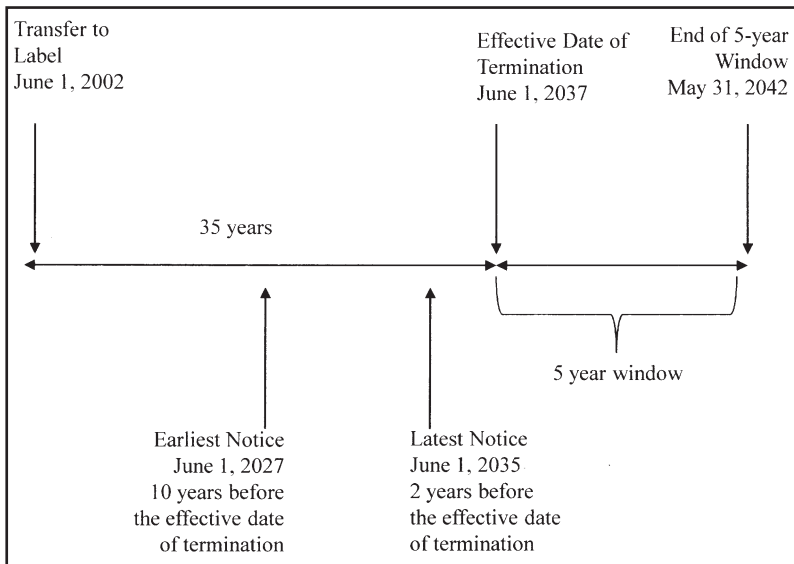 Transfer to
Label
June 1, 2002
Effective Date of
Termination
June 1, 2037
End of 5-year
Window
May 31, 2042
35 years
5 year window
Earliest Notice
June 1, 2027
10 years before
the effective date
of termination
Latest Notice
June 1, 2035
2 years before
the effective date
of termination